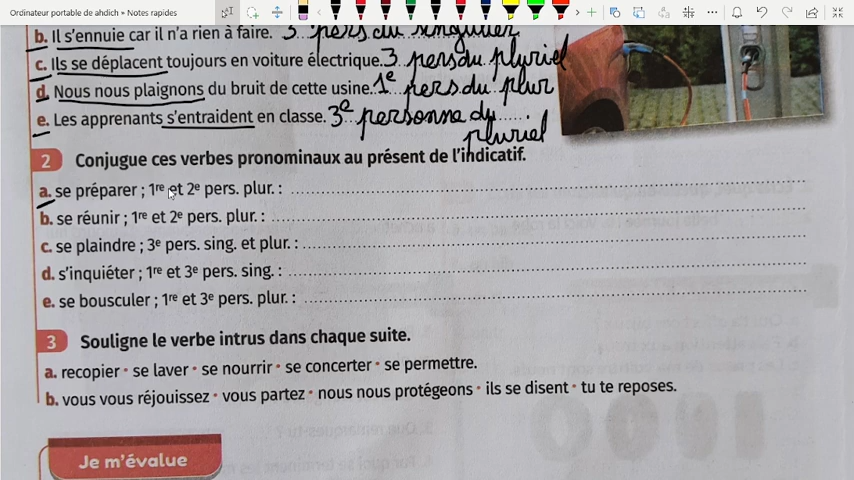 Ordinateur portable de ahdich • Notes rapides
b. Il s'ennuie car il n'a rien à faire. 3 pers du singulier
c. Ils se déplacent toujours en voiture électrique. 3 pers du pluriel
d. Nous nous plaignons du bruit de cette usine. 1e pers du plur
e. Les apprenants s'entraident en classe. 3e personne du
pluriel
2 Conjugue ces verbes pronominaux au présent de l'indicatif.
a. se préparer ; 1re et 2e pers. plur. :
b. se réunir ; 1re et 2e pers. plur. :
c. se plaindre ; 3e pers. sing. et plur. :
d. s'inquiéter ; 1re et 3e pers. sing. :
e. se bousculer ; 1re et 3e pers. plur. :
3 Souligne le verbe intrus dans chaque suite.
a. recopier • se laver • se nourrir • se concerter • se permettre.
b. vous vous réjouissez • vous partez • nous nous protégeons • ils se disent • tu te reposes.
Je m'évalue